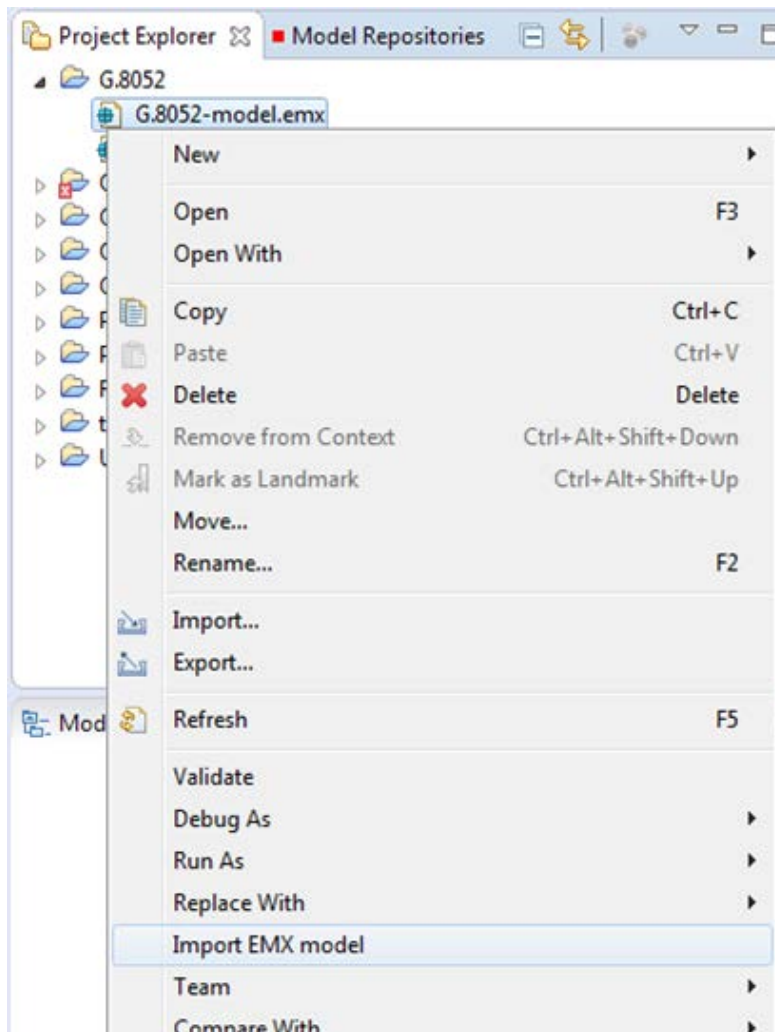 Project Explorer Model Repositories
G.8052
G.8052-model.emx
New
Open F3
Open With
Copy Ctrl+C
Paste Ctrl+V
Delete Delete
Remove from Context Ctrl+Alt+Shift+Down
Mark as Landmark Ctrl+Alt+Shift+Up
Move...
Rename... F2
Import...
Export...
Mod Refresh F5
Validate
Debug As
Run As
Replace With
Import EMX model
Team
Compare With